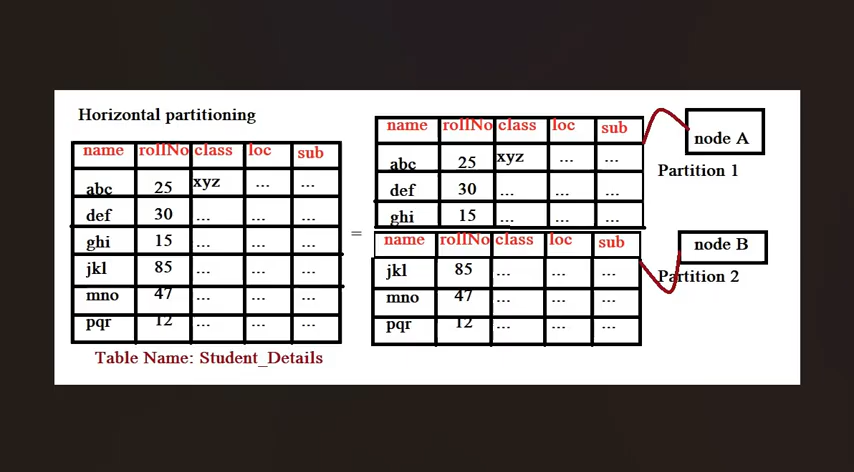 Horizontal partitioning
name rollNo class loc sub
abc 25 xyz ... ...
def 30 ... ... ...
ghi 15 ... ... ...
jkl 85 ... ... ...
mno 47 ... ... ...
pqr 12 ... ... ...
Table Name: Student_Details
=
name rollNo class loc sub
abc 25 xyz ... ...
def 30 ... ... ...
ghi 15 ... ... ...
node A
Partition 1
name rollNo class loc sub
jkl 85 ... ... ...
mno 47 ... ... ...
pqr 12 ... ... ...
node B
Partition 2